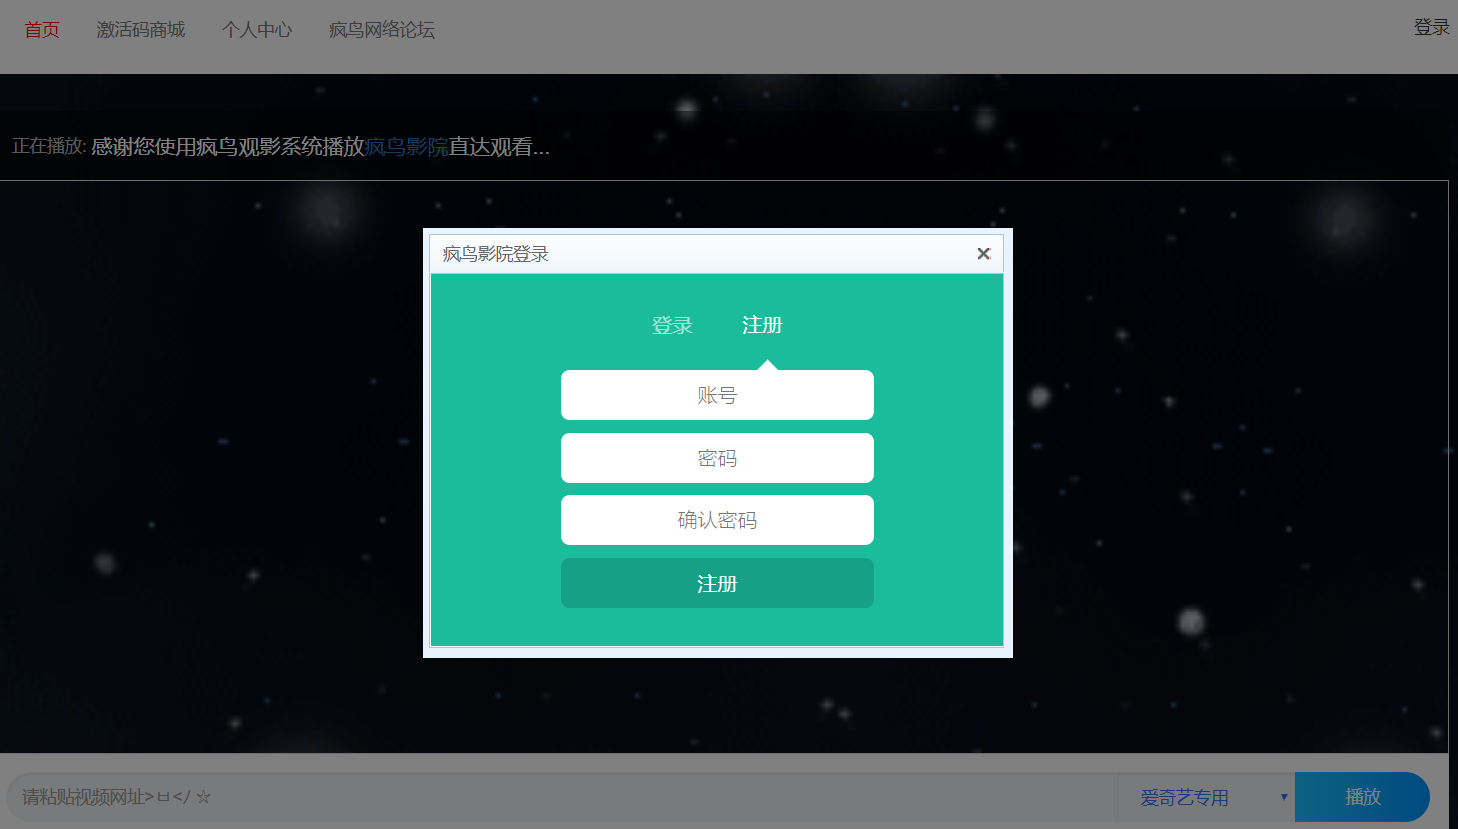 首页 激活码商城 个人中心 疯鸟网络论坛 登录
正在播放: 感谢您使用疯鸟观影系统播放疯鸟影院直达观看...
疯鸟影院登录
登录 注册
账号
密码
确认密码
注册
请粘贴视频网址>ㅂ</ ☆ 爱奇艺专用 播放